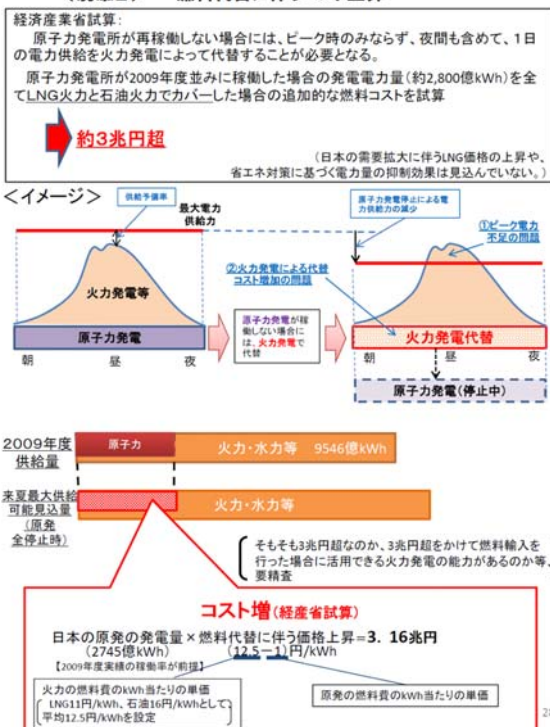 経済産業省試算:
原子力発電所が再稼働しない場合には、ピーク時のみならず、夜間も含めて、1日
の電力供給を火力発電によって代替することが必要となる。
原子力発電所が2009年度並みに稼働した場合の発電電力量(約2,800億kWh)を全
てLNG火力と石油火力でカバーした場合の追加的な燃料コストを試算
約3兆円超
(日本の需要拡大に伴うLNG価格の上昇や、
省エネ対策に基づく電力量の抑制効果は見込んでいない。)
<イメージ>
供給予備率
最大電力
供給力
火力発電等
原子力発電
朝 昼 夜
②火力発電による代替
コスト増加の問題
原子力発電が稼
働しない場合に
は、火力発電で
代替
原子力発電停止による電
力供給力の減少
①ピーク電力
不足の問題
火力発電代替
朝 昼 夜
原子力発電(停止中)
2009年度
供給量
原子力
火力・水力等 9546億kWh
来夏最大供給
可能見込量
(原発
全停止時)
火力・水力等
そもそも3兆円超なのか、3兆円超をかけて燃料輸入を
行った場合に活用できる火力発電の能力があるのか等、
要精査
コスト増(経産省試算)
日本の原発の発電量×燃料代替に伴う価格上昇=3.16兆円
(2745億kWh) (12.5-1)円/kWh
【2009年度実績の稼働率が前提】
火力の燃料費のkWh当たりの単価
LNG11円/kWh、石油16円/kWhとして、
平均12.5円/kWhを設定
原発の燃料費のkWh当たりの単価
28